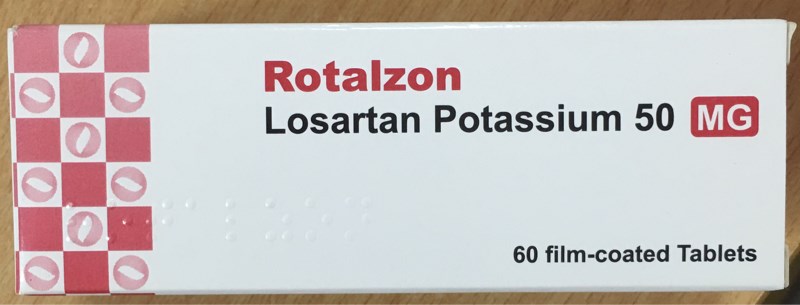 Rotalzon
Losartan Potassium 50 MG
60 film-coated Tablets